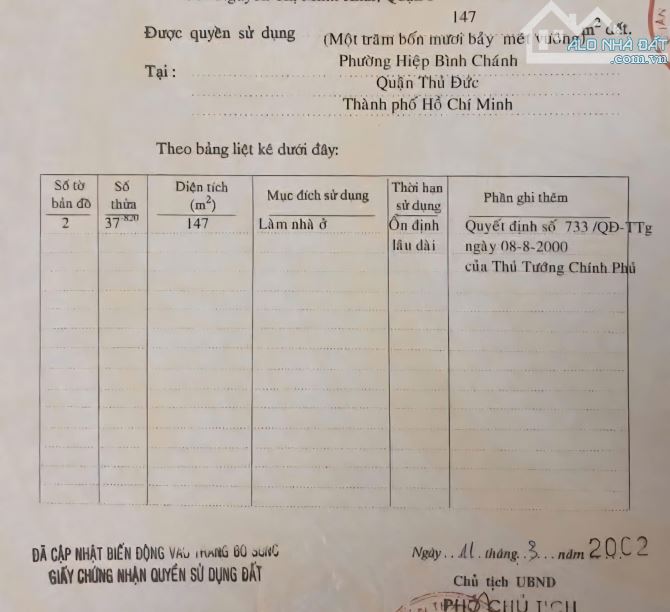 147
Được quyền sử dụng m² đất.
(Một trăm bốn mươi bảy mét vuông)
ALO NHÀ ĐẤT
.com.vn
Tại : Phường Hiệp Bình Chánh
Quận Thủ Đức
Thành phố Hồ Chí Minh
Theo bảng liệt kê dưới đây:
Số tờ bản đồ Số thửa Diện tích (m²) Mục đích sử dụng Thời hạn sử dụng Phần ghi thêm
2 37-820 147 Làm nhà ở Ổn định Quyết định số 733/QĐ-TTg
lâu dài ngày 08-8-2000
của Thủ Tướng Chính Phủ
ĐÃ CẬP NHẬT BIẾN ĐỘNG VÀO TRANG BỔ SUNG
GIẤY CHỨNG NHẬN QUYỀN SỬ DỤNG ĐẤT
Ngày 11 tháng 3 năm 2002
Chủ tịch UBND
PHÓ CHỦ TỊCH